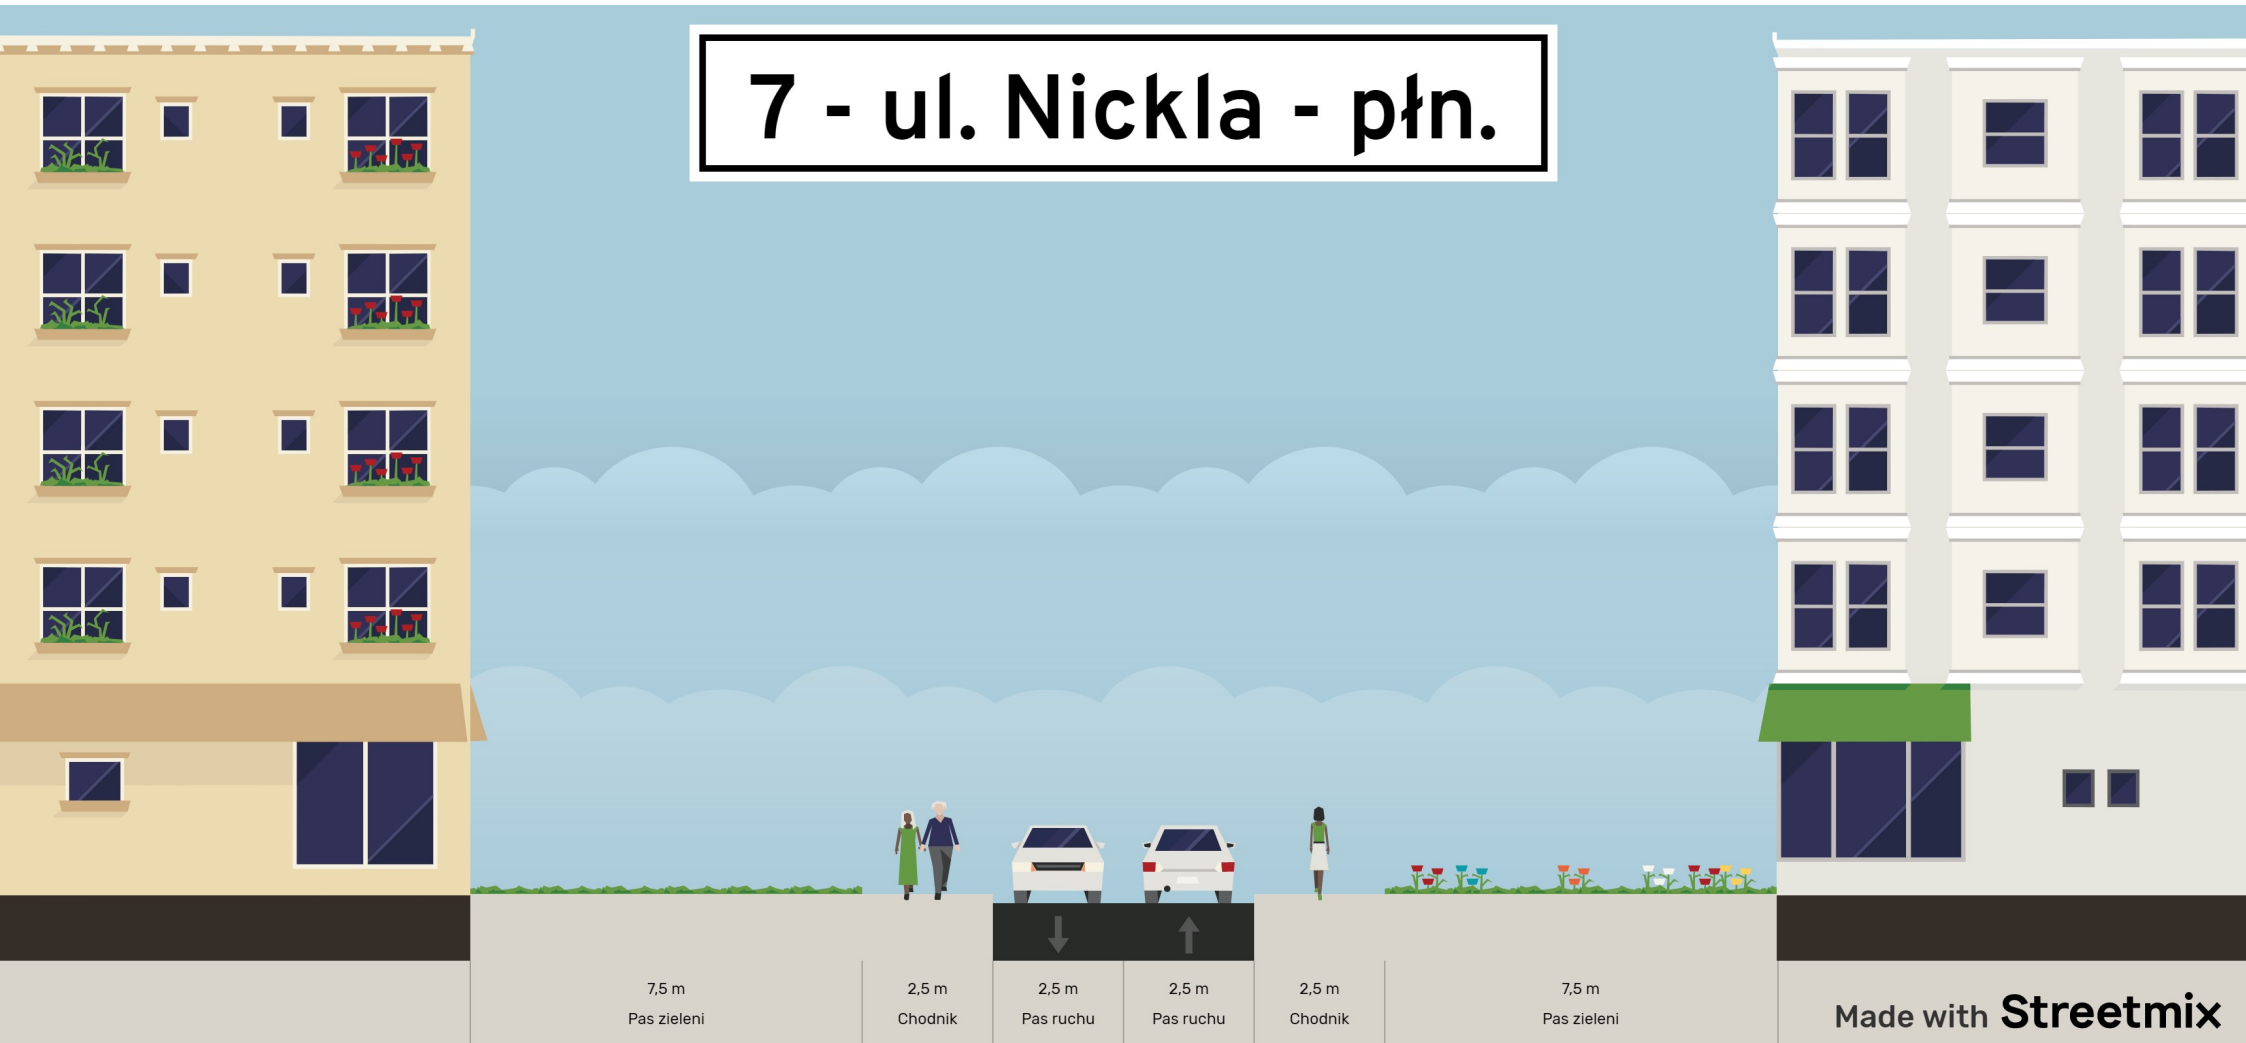 7 - ul. Nickla - płn.
7,5 m
Pas zieleni
2,5 m
Chodnik
2,5 m
Pas ruchu
2,5 m
Pas ruchu
2,5 m
Chodnik
7,5 m
Pas zieleni
Made with Streetmix